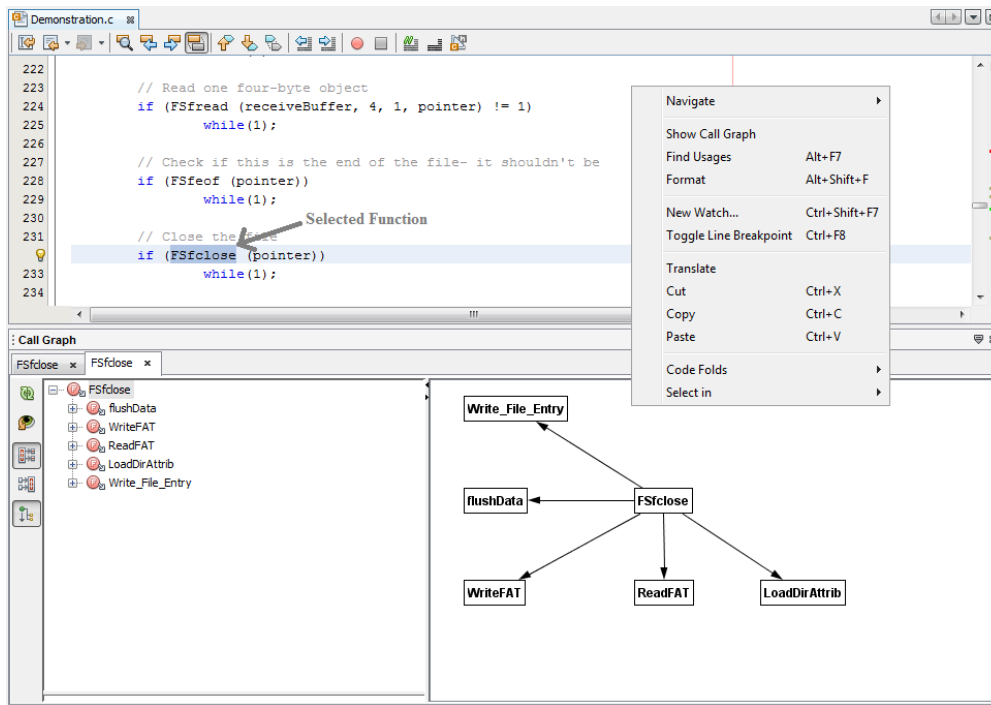 Demonstration.c
222
223 // Read one four-byte object
224 if (FSfread (receiveBuffer, 4, 1, pointer) != 1)
225 while(1);
226
227 // Check if this is the end of the file- it shouldn't be
228 if (FSfeof (pointer))
229 while(1);
230
Selected Function
231 // Close the file
if (FSfclose (pointer))
233 while(1);
234
Navigate
Show Call Graph
Find Usages Alt+F7
Format Alt+Shift+F
New Watch... Ctrl+Shift+F7
Toggle Line Breakpoint Ctrl+F8
Translate
Cut Ctrl+X
Copy Ctrl+C
Paste Ctrl+V
Code Folds
Select in
Call Graph
FSfclose FSfclose
FSfclose
flushData
WriteFAT
ReadFAT
LoadDirAttrib
Write_File_Entry
Write_File_Entry
flushData FSfclose
WriteFAT ReadFAT LoadDirAttrib